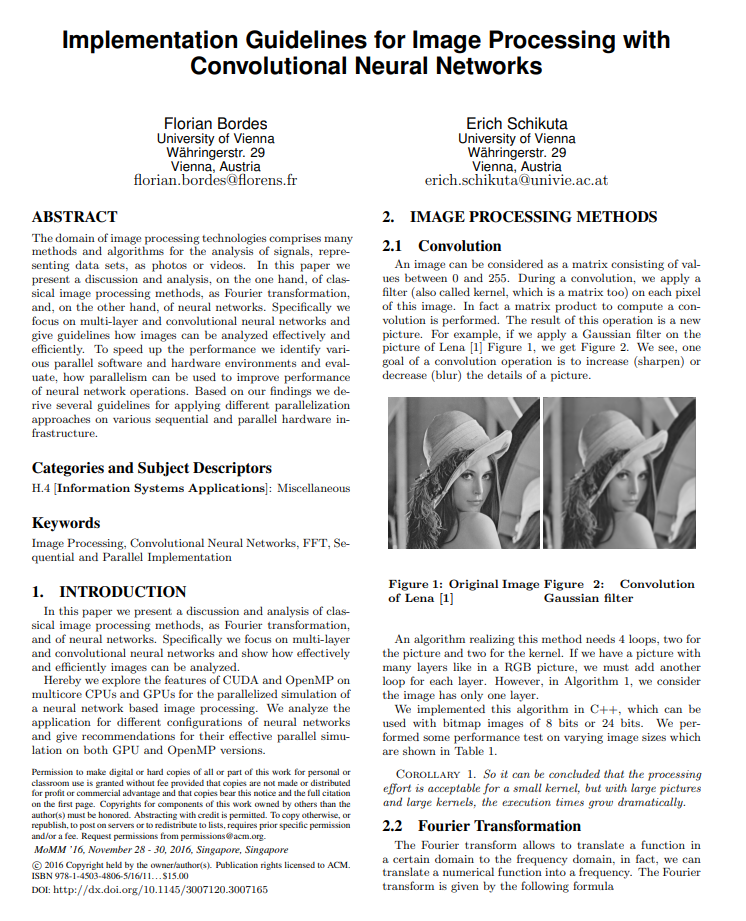 Implementation Guidelines for Image Processing with
Convolutional Neural Networks
Florian Bordes
University of Vienna
Währingerstr. 29
Vienna, Austria
florian.bordes@florens.fr
Erich Schikuta
University of Vienna
Währingerstr. 29
Vienna, Austria
erich.schikuta@univie.ac.at
ABSTRACT
The domain of image processing technologies comprises many
methods and algorithms for the analysis of signals, repre-
senting data sets, as photos or videos. In this paper we
present a discussion and analysis, on the one hand, of clas-
sical image processing methods, as Fourier transformation,
and, on the other hand, of neural networks. Specifically we
focus on multi-layer and convolutional neural networks and
give guidelines how images can be analyzed effectively and
efficiently. To speed up the performance we identify vari-
ous parallel software and hardware environments and eval-
uate, how parallelism can be used to improve performance
of neural network operations. Based on our findings we de-
rive several guidelines for applying different parallelization
approaches on various sequential and parallel hardware in-
frastructure.
Categories and Subject Descriptors
H.4 [Information Systems Applications]: Miscellaneous
Keywords
Image Processing, Convolutional Neural Networks, FFT, Se-
quential and Parallel Implementation
1. INTRODUCTION
In this paper we present a discussion and analysis of clas-
sical image processing methods, as Fourier transformation,
and of neural networks. Specifically we focus on multi-layer
and convolutional neural networks and show how effectively
and efficiently images can be analyzed.
Hereby we explore the features of CUDA and OpenMP on
multicore CPUs and GPUs for the parallelized simulation of
a neural network based image processing. We analyze the
application for different configurations of neural networks
and give recommendations for their effective parallel simu-
lation on both GPU and OpenMP versions.
Permission to make digital or hard copies of all or part of this work for personal or
classroom use is granted without fee provided that copies are not made or distributed
for profit or commercial advantage and that copies bear this notice and the full citation
on the first page. Copyrights for components of this work owned by others than the
author(s) must be honored. Abstracting with credit is permitted. To copy otherwise, or
republish, to post on servers or to redistribute to lists, requires prior specific permission
and/or a fee. Request permissions from permissions@acm.org.
MoMM '16, November 28 - 30, 2016, Singapore, Singapore
© 2016 Copyright held by the owner/author(s). Publication rights licensed to ACM.
ISBN 978-1-4503-4806-5/16/11...$15.00
DOI: http://dx.doi.org/10.1145/3007120.3007165
2. IMAGE PROCESSING METHODS
2.1 Convolution
An image can be considered as a matrix consisting of val-
ues between 0 and 255. During a convolution, we apply a
filter (also called kernel, which is a matrix too) on each pixel
of this image. In fact a matrix product to compute a con-
volution is performed. The result of this operation is a new
picture. For example, if we apply a Gaussian filter on the
picture of Lena [1] Figure 1, we get Figure 2. We see, one
goal of a convolution operation is to increase (sharpen) or
decrease (blur) the details of a picture.
Figure 1: Original Image
of Lena [1]
Figure 2: Convolution
Gaussian filter
An algorithm realizing this method needs 4 loops, two for
the picture and two for the kernel. If we have a picture with
many layers like in a RGB picture, we must add another
loop for each layer. However, in Algorithm 1, we consider
the image has only one layer.
We implemented this algorithm in C++, which can be
used with bitmap images of 8 bits or 24 bits. We per-
formed some performance test on varying image sizes which
are shown in Table 1.
COROLLARY 1. So it can be concluded that the processing
effort is acceptable for a small kernel, but with large pictures
and large kernels, the execution times grow dramatically.
2.2 Fourier Transformation
The Fourier transform allows to translate a function in
a certain domain to the frequency domain, in fact, we can
translate a numerical function into a frequency. The Fourier
transform is given by the following formula